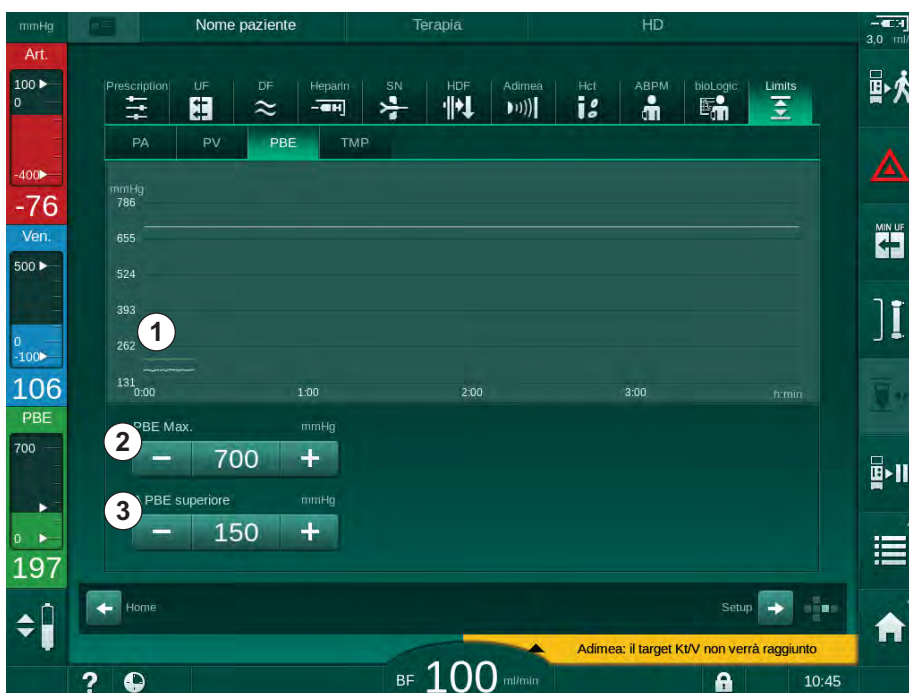 mmHg
Nome paziente
Terapia
HD
3,0 ml/
Art.
100
0
-400
-76
Ven.
500
0
-100
106
PBE
700
0
197
Prescription
UF
DF
Heparin
SN
HDF
Adimea
Hct
ABPM
bioLogic
Limits
PA
PV
PBE
TMP
mmHg
786
655
524
393
262
131
0:00
1:00
2:00
3:00
h:min
1
2
PBE Max.
mmHg
− 700 +
3
PBE superiore
mmHg
− 150 +
Home
Setup
MIN UF
Adimea: il target Kt/V non verrà raggiunto
?
BF 100 ml/min
10:45